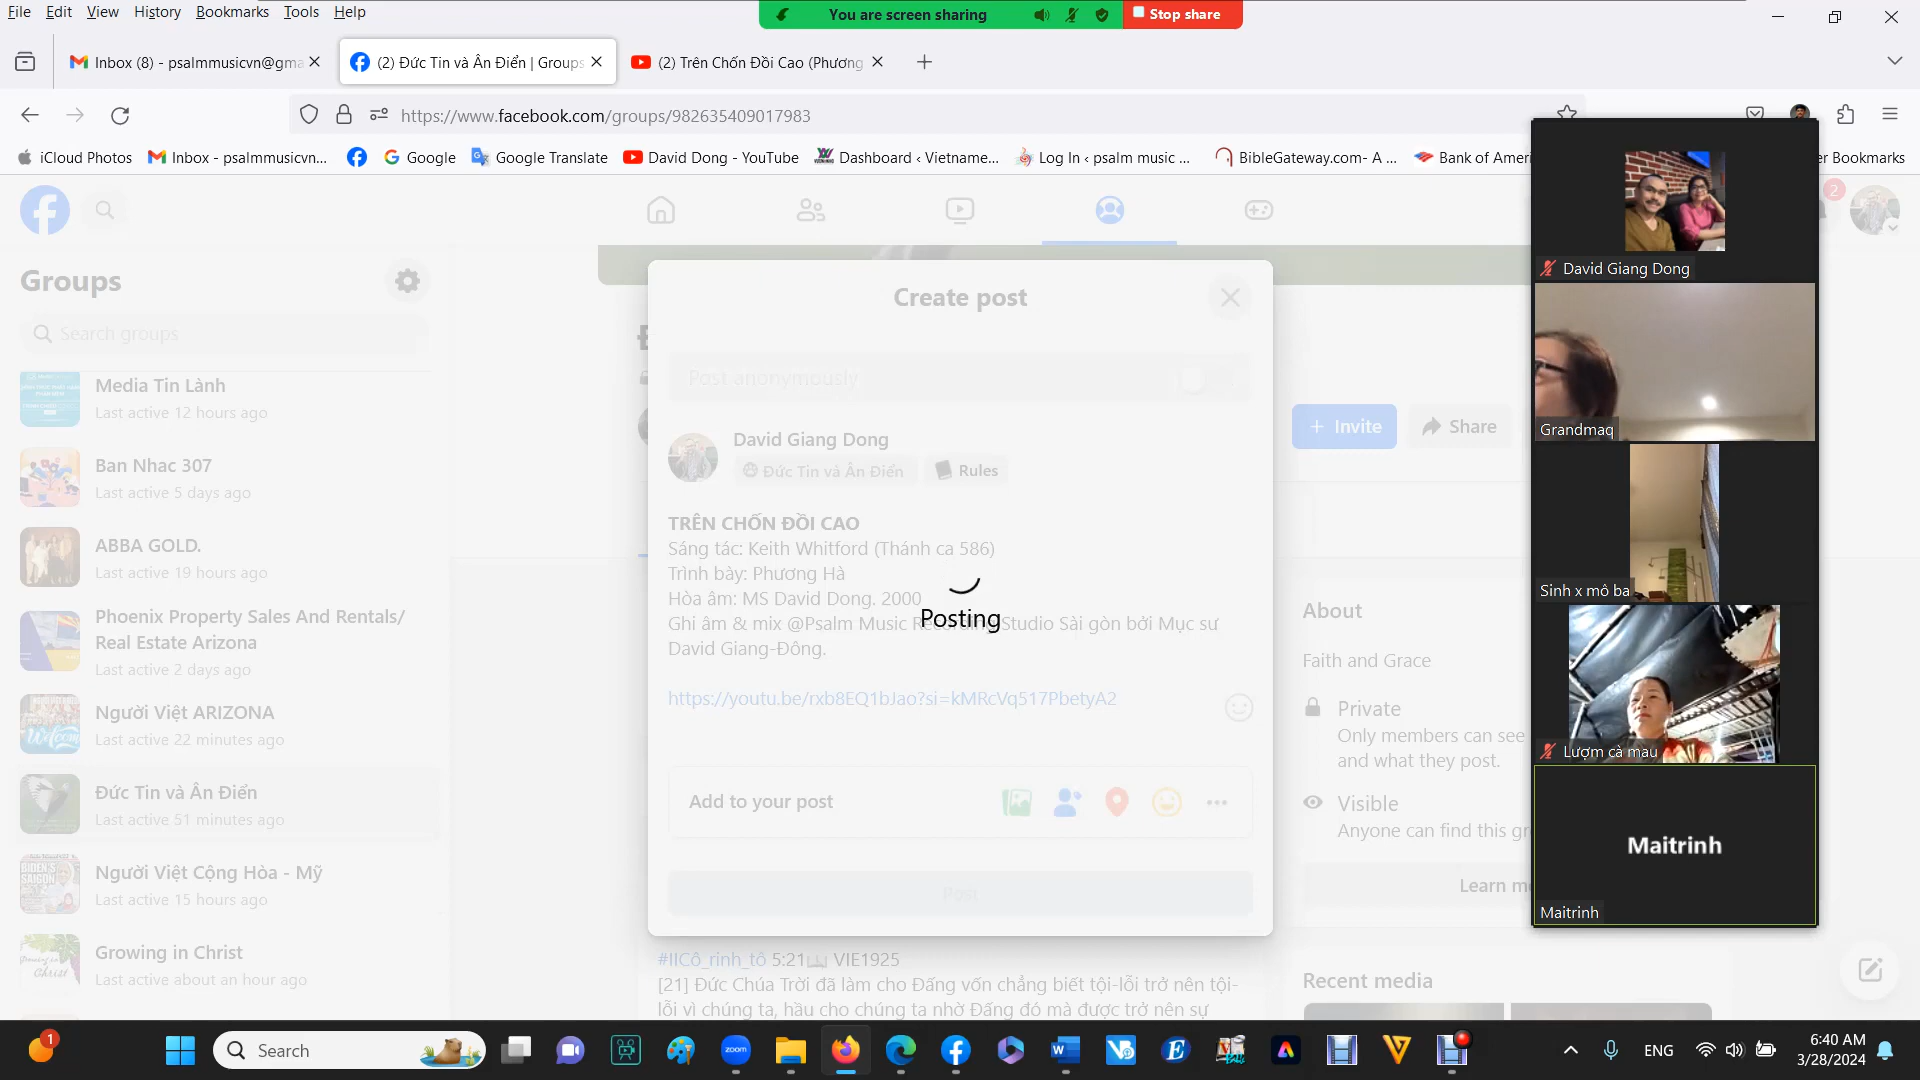 File Edit View History Bookmarks Tools Help
You are screen sharing
Stop share
Inbox (8) - psalmmusicvn@gma
(2) Đức Tin và Ân Điển | Groups
(2) Trên Chốn Đồi Cao (Phương
https://www.facebook.com/groups/982635409017983
iCloud Photos
Inbox - psalmmusicvn...
Google
Google Translate
David Dong - YouTube
Dashboard ‹ Vietname...
Log In ‹ psalm music ...
BibleGateway.com- A ...
Bank of Ameri
er Bookmarks
2
Groups
Search groups
Media Tin Lành
Last active 12 hours ago
Ban Nhac 307
Last active 5 days ago
ABBA GOLD.
Last active 19 hours ago
Phoenix Property Sales And Rentals/
Real Estate Arizona
Last active 2 days ago
Người Việt ARIZONA
Last active 22 minutes ago
Đức Tin và Ân Điển
Last active 51 minutes ago
Người Việt Cộng Hòa - Mỹ
Last active 15 hours ago
Growing in Christ
Last active about an hour ago
Create post
Post anonymously
David Giang Dong
Đức Tin và Ân Điển
Rules
TRÊN CHỐN ĐỒI CAO
Sáng tác: Keith Whitford (Thánh ca 586)
Trình bày: Phương Hà
Hòa âm: MS David Dong. 2000
Ghi âm & mix @Psalm Music Recording Studio Sài gòn bởi Mục sư
David Giang-Đông.
Posting
https://youtu.be/rxb8EQ1bJao?si=kMRcVq517PbetyA2
Add to your post
Post
#IICô_rinh_tô 5:21 VIE1925
[21] Đức Chúa Trời đã làm cho Đấng vốn chẳng biết tội-lỗi trở nên tội-
lỗi vì chúng ta, hầu cho chúng ta nhờ Đấng đó mà được trở nên sự
Invite
Share
About
Faith and Grace
Private
Only members can see
and what they post.
Visible
Anyone can find this gr
Learn mo
Recent media
David Giang Dong
Grandmaq
Sinh x mô ba
Lượm cà mau
Maitrinh
Maitrinh
1
Search
zoom
ENG
6:40 AM
3/28/2024